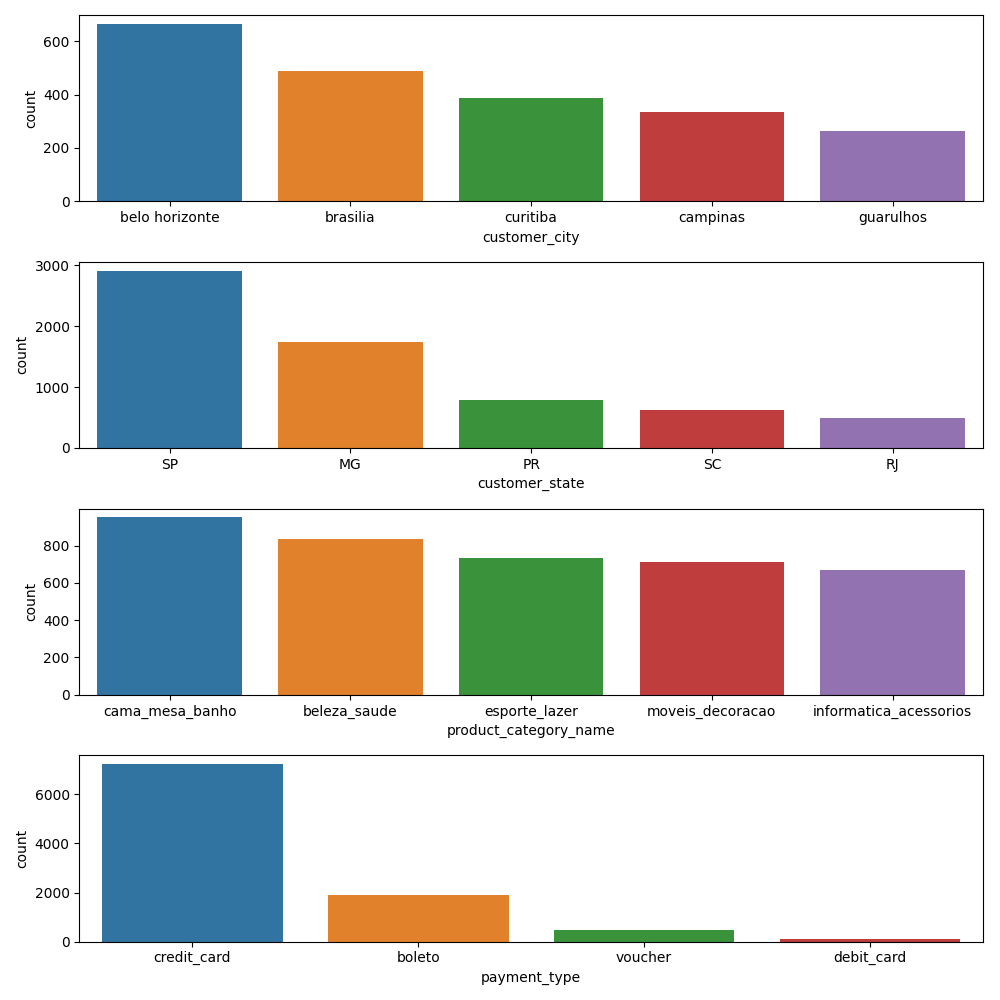 600
400
200
0
count
belo horizonte brasilia curitiba campinas guarulhos
customer_city
3000
2000
1000
0
count
SP MG PR SC RJ
customer_state
800
600
400
200
0
count
cama_mesa_banho beleza_saude esporte_lazer moveis_decoracao informatica_acessorios
product_category_name
6000
4000
2000
0
count
credit_card boleto voucher debit_card
payment_type